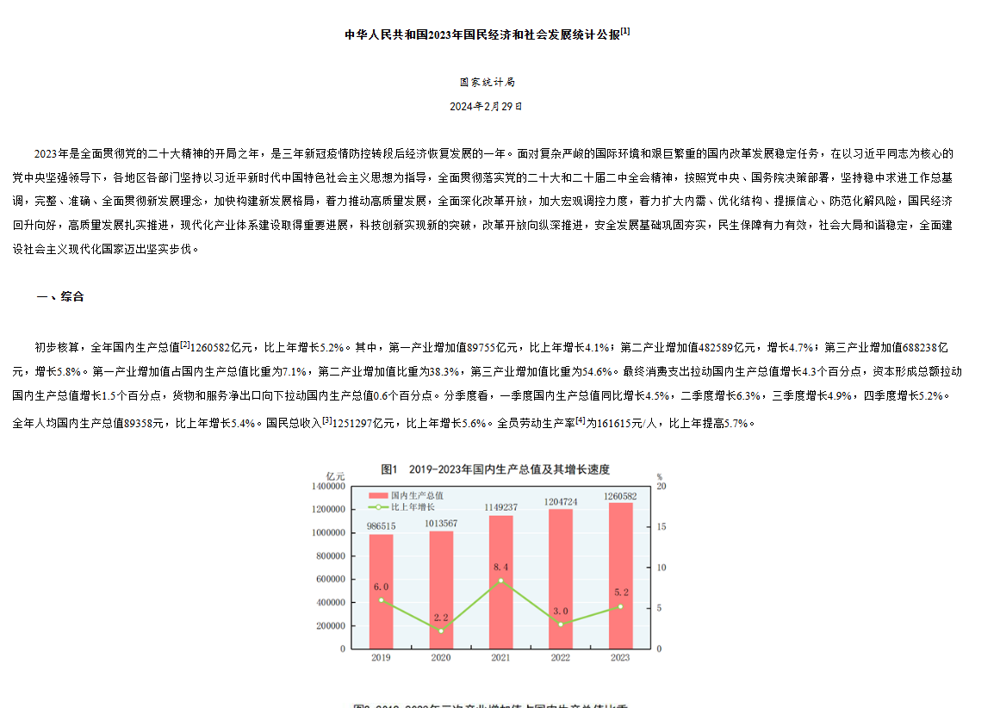 中华人民共和国2023年国民经济和社会发展统计公报[1]
国家统计局
2024年2月29日
2023年是全面贯彻党的二十大精神的开局之年，是三年新冠疫情防控转段后经济恢复发展的一年。面对复杂严峻的国际环境和艰巨繁重的国内改革发展稳定任务，在以习近平同志为核心的
党中央坚强领导下，各地区各部门坚持以习近平新时代中国特色社会主义思想为指导，全面贯彻落实党的二十大和二十届二中全会精神，按照党中央、国务院决策部署，坚持稳中求进工作总基
调，完整、准确、全面贯彻新发展理念，加快构建新发展格局，着力推动高质量发展，全面深化改革开放，加大宏观调控力度，着力扩大内需、优化结构、提振信心、防范化解风险，国民经济
回升向好，高质量发展扎实推进，现代化产业体系建设取得重要进展，科技创新实现新的突破，改革开放向纵深推进，安全发展基础巩固夯实，民生保障有力有效，社会大局和谐稳定，全面建
设社会主义现代化国家迈出坚实步伐。
一、综合
初步核算，全年国内生产总值[2]1260582亿元，比上年增长5.2%。其中，第一产业增加值89755亿元，比上年增长4.1%；第二产业增加值482589亿元，增长4.7%；第三产业增加值688238亿
元，增长5.8%。第一产业增加值占国内生产总值比重为7.1%，第二产业增加值比重为38.3%，第三产业增加值比重为54.6%。最终消费支出拉动国内生产总值增长4.3个百分点，资本形成总额拉动
国内生产总值增长1.5个百分点，货物和服务净出口向下拉动国内生产总值0.6个百分点。分季度看，一季度国内生产总值同比增长4.5%，二季度增长6.3%，三季度增长4.9%，四季度增长5.2%。
全年人均国内生产总值89358元，比上年增长5.4%。国民总收入[3]1251297亿元，比上年增长5.6%。全员劳动生产率[4]为161615元/人，比上年提高5.7%。
图1 2019-2023年国内生产总值及其增长速度
亿元 %
1400000 20
国内生产总值
比上年增长
1200000
1000000
800000
600000
400000
200000
0
986515 1013567 1149237 1204724 1260582
6.0 2.2 8.4 3.0 5.2
15
10
5
0
2019 2020 2021 2022 2023
图2 2019-2023年三次产业增加值占国内生产总值比重